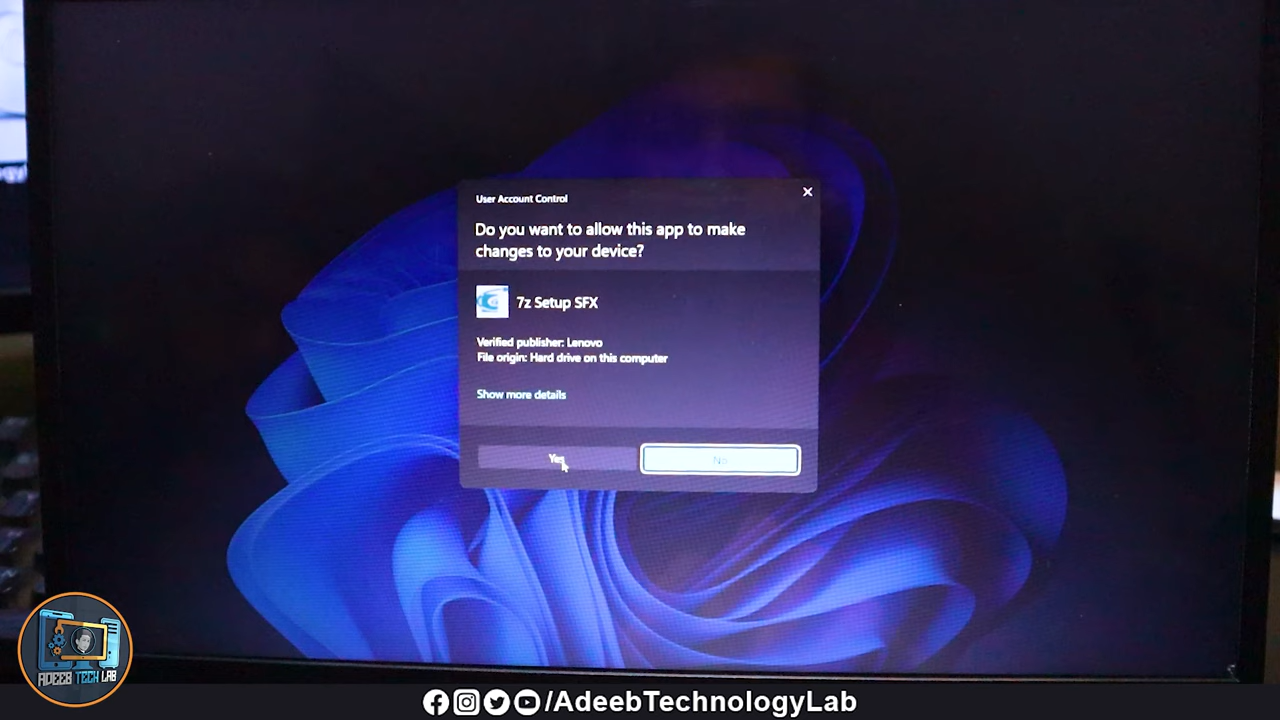 User Account Control
Do you want to allow this app to make
changes to your device?
7z Setup SFX
Verified publisher: Lenovo
File origin: Hard drive on this computer
Show more details
Yes
No
ADEEB TECH LAB
/AdeebTechnologyLab